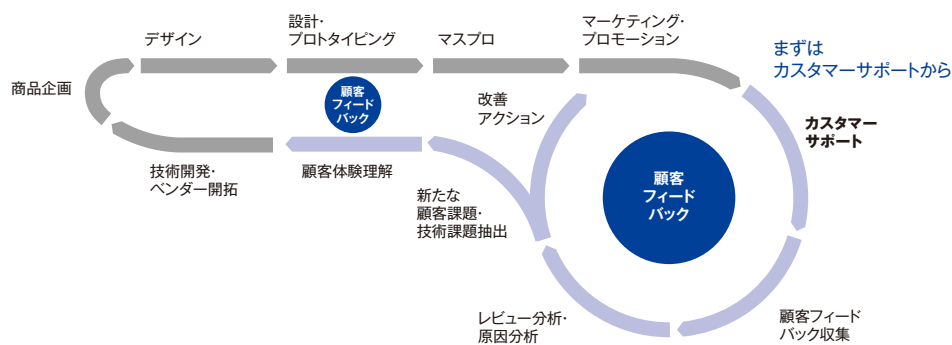 商品企画
デザイン
設計・
プロトタイピング
マスプロ
マーケティング・
プロモーション
まずは
カスタマーサポートから
カスタマー
サポート
顧客フィード
バック収集
レビュー分析・
原因分析
改善
アクション
顧客
フィード
バック
新たな
顧客課題・
技術課題抽出
顧客体験理解
顧客
フィード
バック
技術開発・
ベンダー開拓